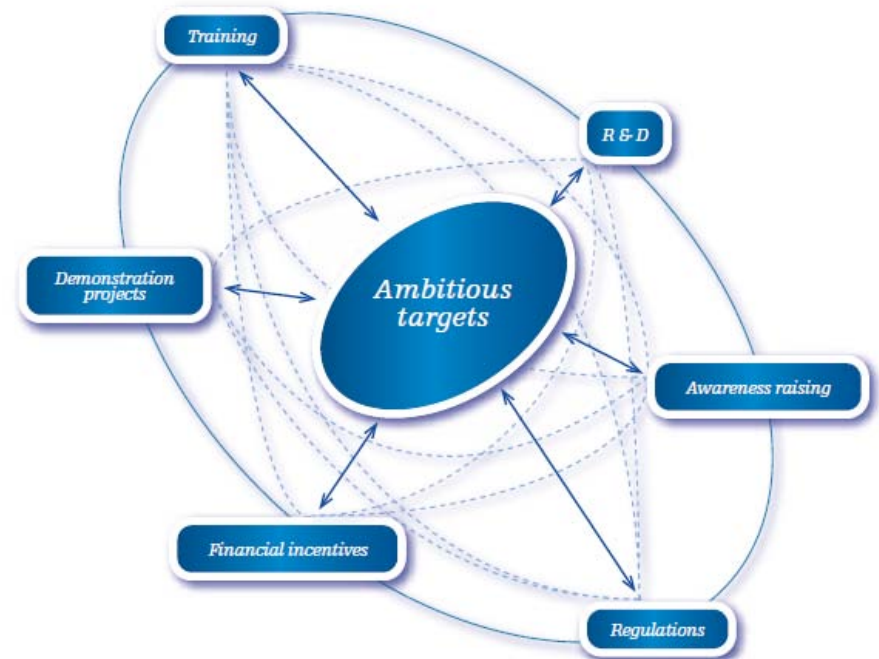 Training
R & D
Demonstration
projects
Ambitious
targets
Awareness raising
Financial incentives
Regulations